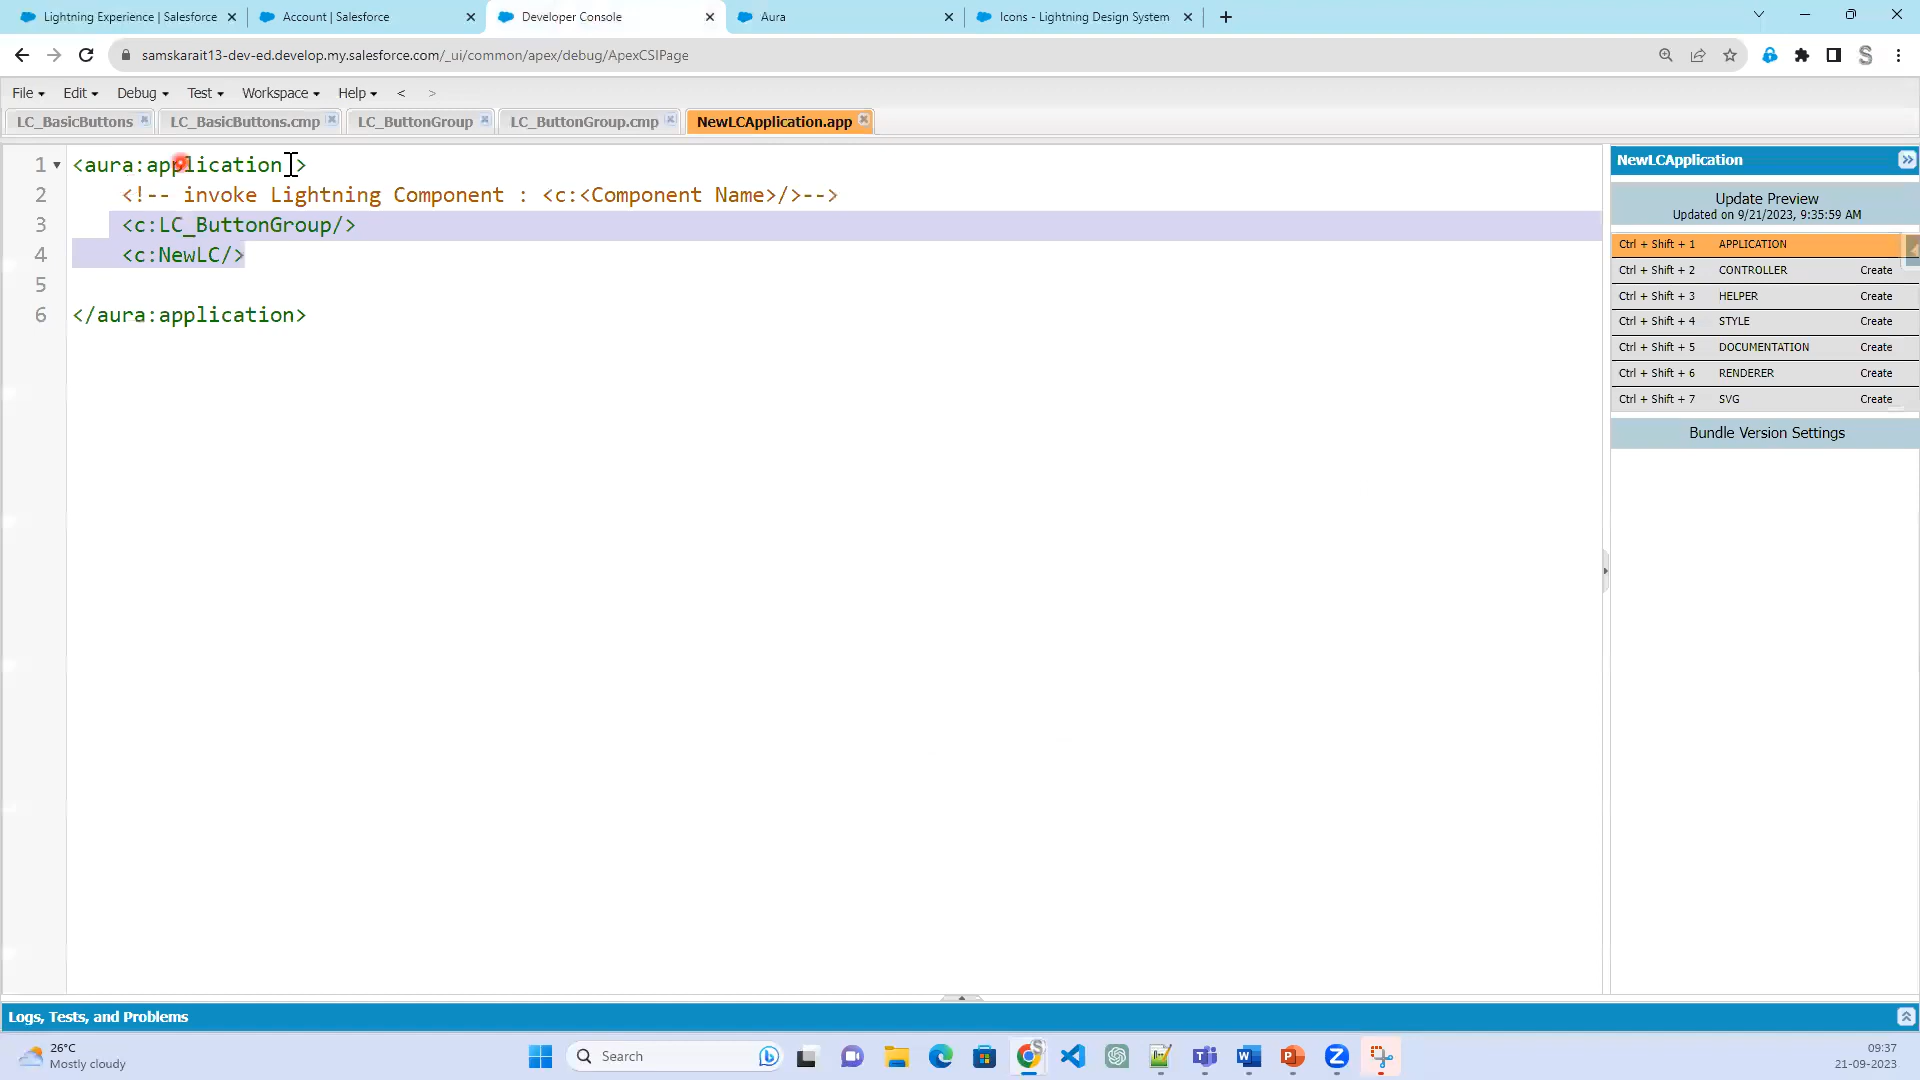 Lightning Experience | Salesforce
Account | Salesforce
Developer Console
Aura
Icons - Lightning Design System
samskarait13-dev-ed.develop.my.salesforce.com/_ui/common/apex/debug/ApexCSIPage
File Edit Debug Test Workspace Help < >
LC_BasicButtons
LC_BasicButtons.cmp
LC_ButtonGroup
LC_ButtonGroup.cmp
NewLCApplication.app
1 <aura:application >
2 <!-- invoke Lightning Component : <c:<Component Name>/>-->
3 <c:LC_ButtonGroup/>
4 <c:NewLC/>
5
6 </aura:application>
NewLCApplication
Update Preview
Updated on 9/21/2023, 9:35:59 AM
Ctrl + Shift + 1 APPLICATION
Ctrl + Shift + 2 CONTROLLER Create
Ctrl + Shift + 3 HELPER Create
Ctrl + Shift + 4 STYLE Create
Ctrl + Shift + 5 DOCUMENTATION Create
Ctrl + Shift + 6 RENDERER Create
Ctrl + Shift + 7 SVG Create
Bundle Version Settings
Logs, Tests, and Problems
26°C
Mostly cloudy
Search
09:37
21-09-2023